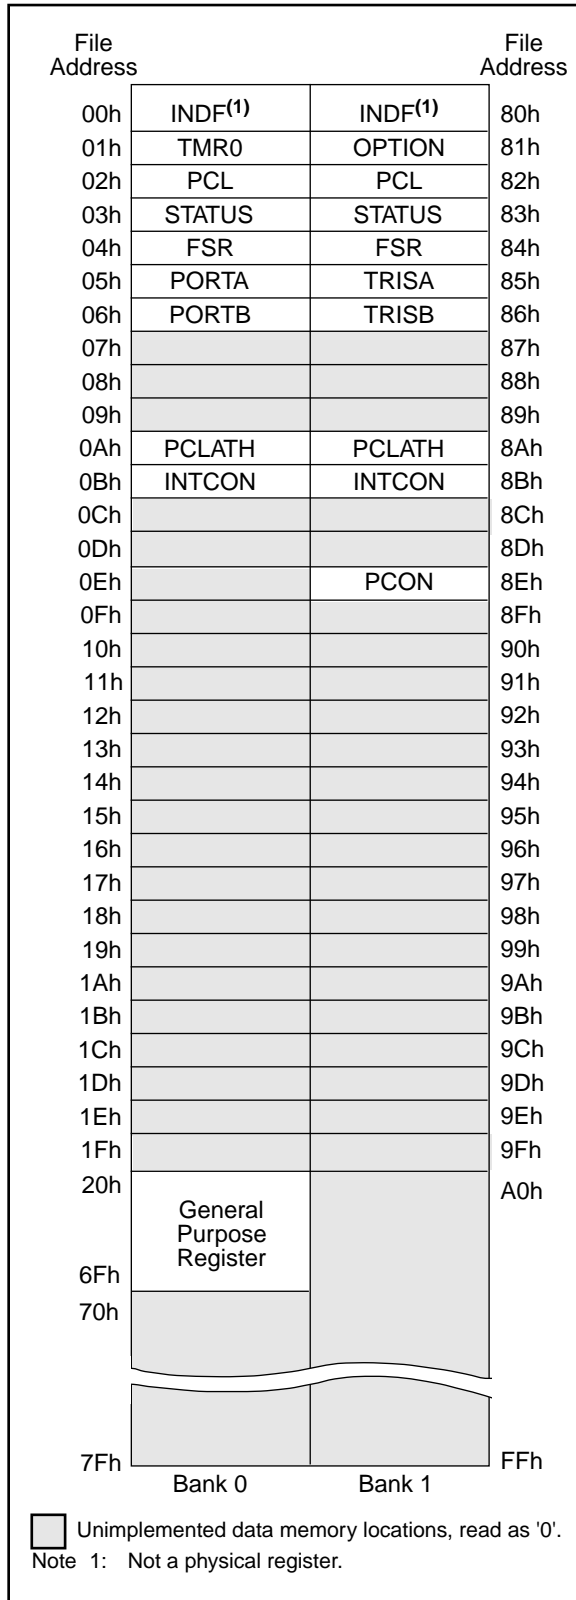 File Address File Address
00h INDF(1) INDF(1) 80h
01h TMR0 OPTION 81h
02h PCL PCL 82h
03h STATUS STATUS 83h
04h FSR FSR 84h
05h PORTA TRISA 85h
06h PORTB TRISB 86h
07h 87h
08h 88h
09h 89h
0Ah PCLATH PCLATH 8Ah
0Bh INTCON INTCON 8Bh
0Ch 8Ch
0Dh 8Dh
0Eh PCON 8Eh
0Fh 8Fh
10h 90h
11h 91h
12h 92h
13h 93h
14h 94h
15h 95h
16h 96h
17h 97h
18h 98h
19h 99h
1Ah 9Ah
1Bh 9Bh
1Ch 9Ch
1Dh 9Dh
1Eh 9Eh
1Fh 9Fh
20h A0h
General
Purpose
Register
6Fh
70h
7Fh FFh
Bank 0 Bank 1
Unimplemented data memory locations, read as '0'.
Note 1: Not a physical register.